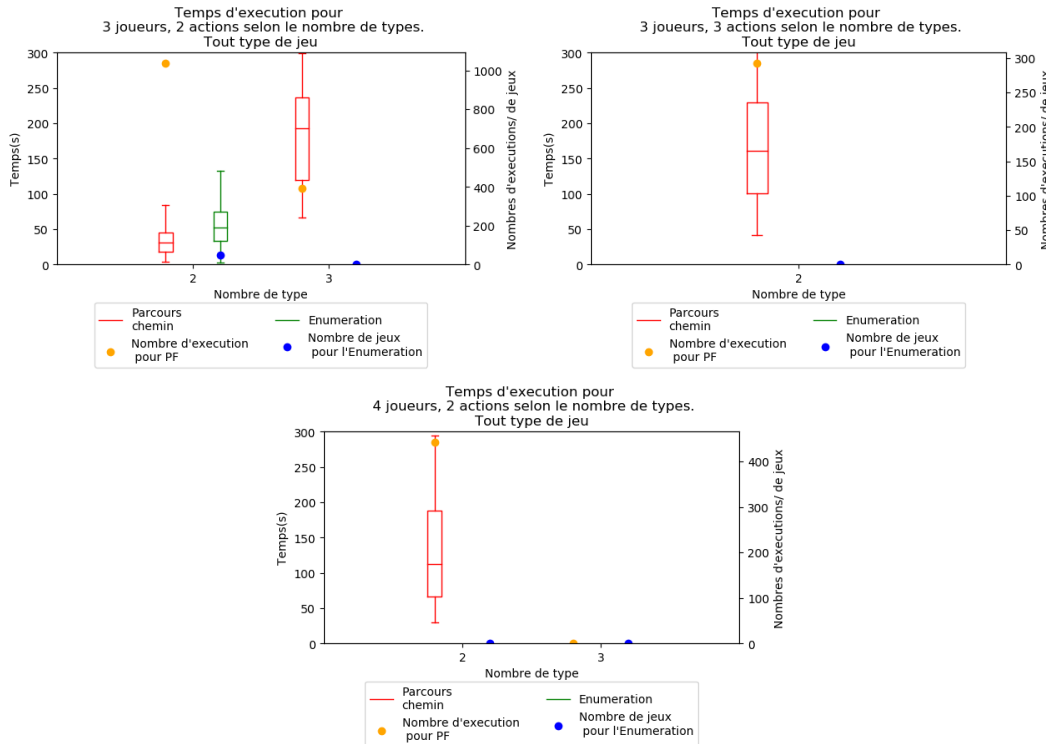 Temps d'execution pour
3 joueurs, 2 actions selon le nombre de types.
Tout type de jeu
300
250
200
150
100
50
0
Temps(s)
1000
800
600
400
200
0
Nombres d'executions/ de jeux
2
3
Nombre de type
Parcours
chemin
Nombre d'execution
pour PF
Enumeration
Nombre de jeux
pour l'Enumeration
Temps d'execution pour
3 joueurs, 3 actions selon le nombre de types.
Tout type de jeu
300
250
200
150
100
50
0
Temps(s)
300
250
200
150
100
50
0
Nombres d'executions/ de jeux
2
Nombre de type
Parcours
chemin
Nombre d'execution
pour PF
Enumeration
Nombre de jeux
pour l'Enumeration
Temps d'execution pour
4 joueurs, 2 actions selon le nombre de types.
Tout type de jeu
300
250
200
150
100
50
0
Temps(s)
400
300
200
100
0
Nombres d'executions/ de jeux
2
3
Nombre de type
Parcours
chemin
Nombre d'execution
pour PF
Enumeration
Nombre de jeux
pour l'Enumeration